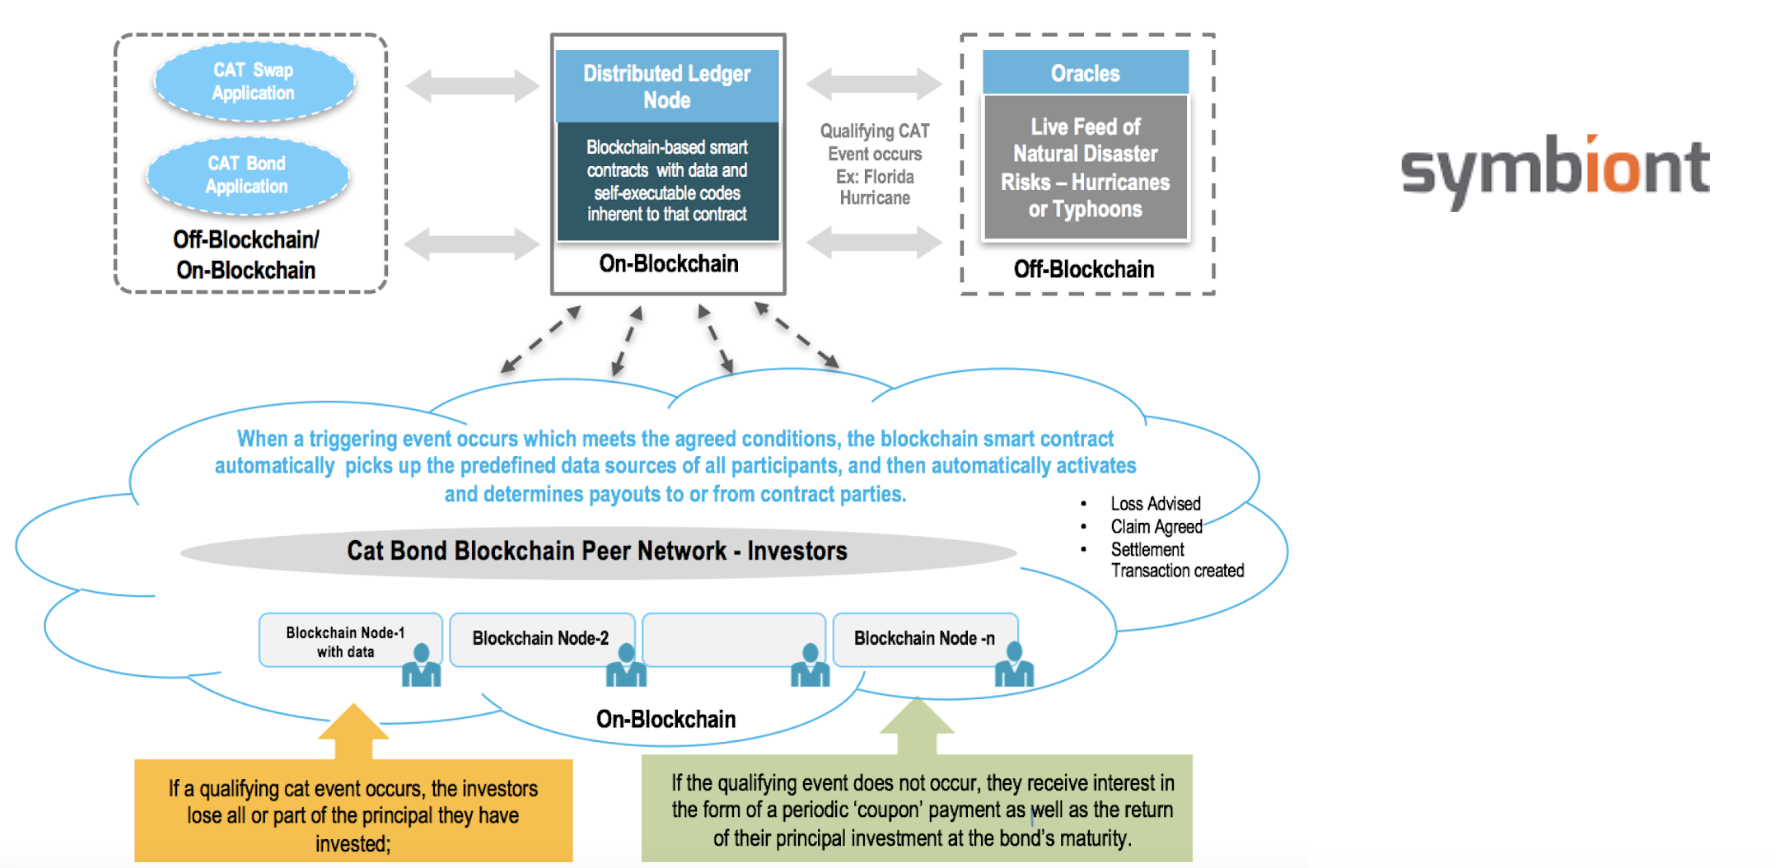 CAT Swap
Application
CAT Bond
Application
Off-Blockchain/
On-Blockchain
Distributed Ledger
Node
Blockchain-based smart
contracts with data and
self-executable codes
inherent to that contract
On-Blockchain
Qualifying CAT
Event occurs
Ex: Florida
Hurricane
Oracles
Live Feed of
Natural Disaster
Risks – Hurricanes
or Typhoons
Off-Blockchain
symbiont
When a triggering event occurs which meets the agreed conditions, the blockchain smart contract
automatically picks up the predefined data sources of all participants, and then automatically activates
and determines payouts to or from contract parties.
• Loss Advised
• Claim Agreed
• Settlement
Transaction created
Cat Bond Blockchain Peer Network - Investors
Blockchain Node-1
with data
Blockchain Node-2
Blockchain Node -n
On-Blockchain
If a qualifying cat event occurs, the investors
lose all or part of the principal they have
invested;
If the qualifying event does not occur, they receive interest in
the form of a periodic ‘coupon’ payment as well as the return
of their principal investment at the bond’s maturity.